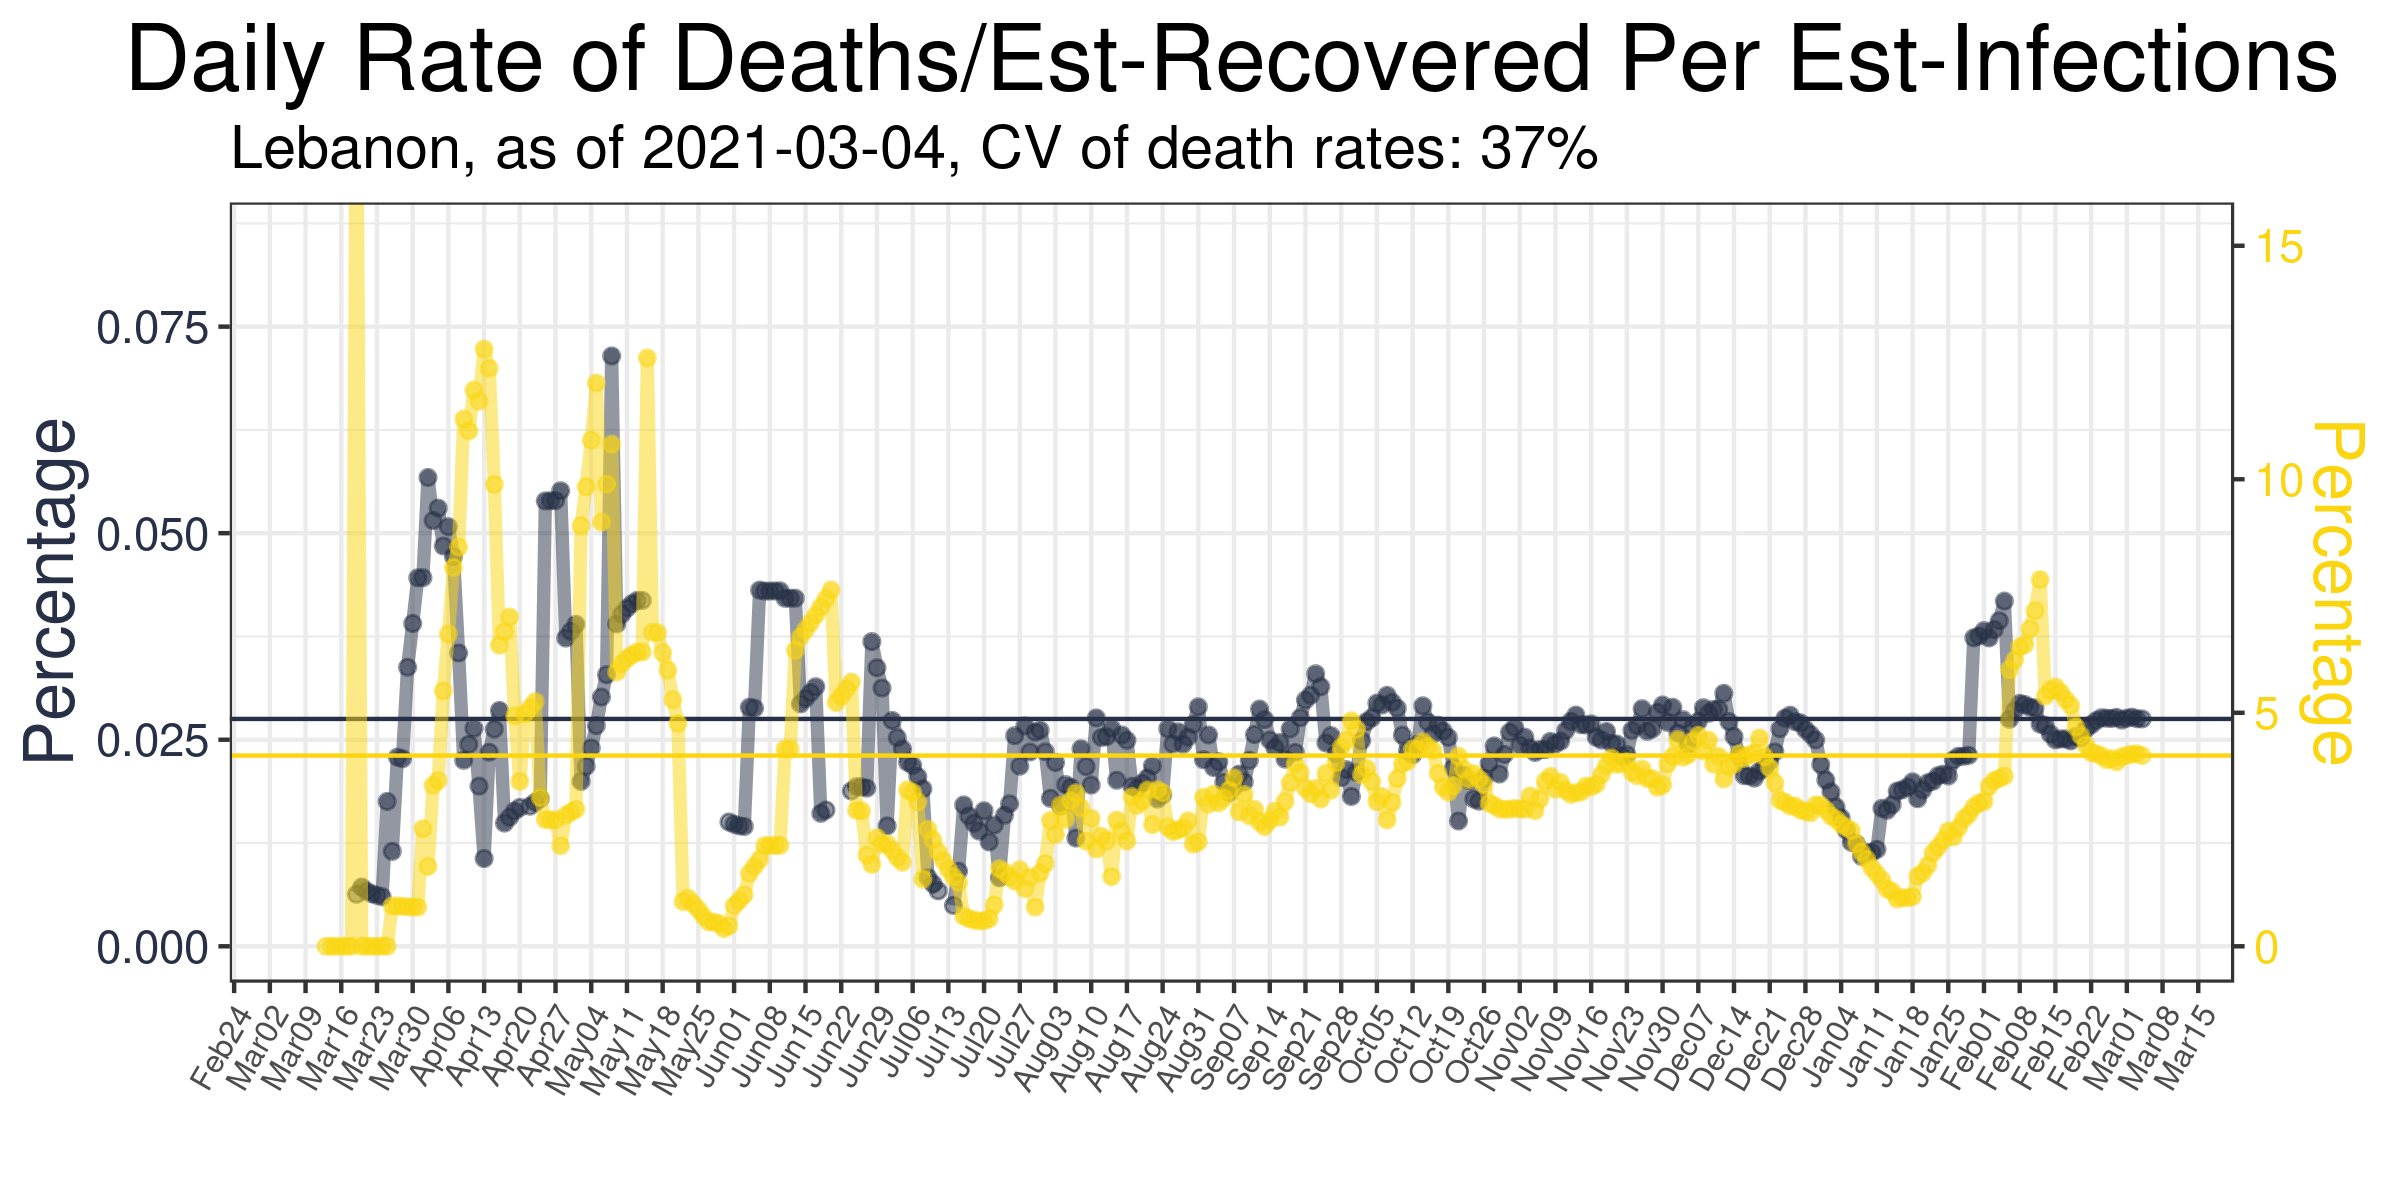 Daily Rate of Deaths/Est-Recovered Per Est-Infections
Lebanon, as of 2021-03-04, CV of death rates: 37%
Percentage
0.075
0.050
0.025
0.000
15
10
5
0
Percentage
Feb24
Mar02
Mar09
Mar16
Mar23
Mar30
Apr06
Apr13
Apr20
Apr27
May04
May11
May18
May25
Jun01
Jun08
Jun15
Jun22
Jun29
Jul06
Jul13
Jul20
Jul27
Aug03
Aug10
Aug17
Aug24
Aug31
Sep07
Sep14
Sep21
Sep28
Oct05
Oct12
Oct19
Oct26
Nov02
Nov09
Nov16
Nov23
Nov30
Dec07
Dec14
Dec21
Dec28
Jan04
Jan11
Jan18
Jan25
Feb01
Feb08
Feb15
Feb22
Mar01
Mar08
Mar15